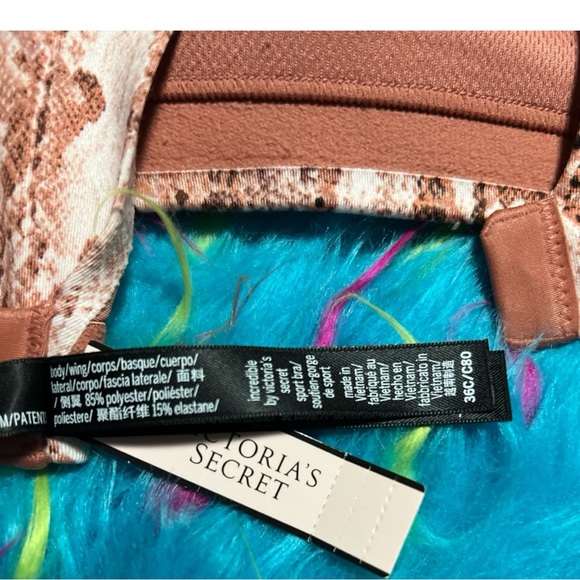 body/wing/corps/basque/cuerpo/
lateral/corpo/fascia laterale/ 面料
/ 侧翼 85% polyester/poliéster/
poliestere/ 聚酯纤维 15% elastane/
M/PATENT
incredible
by victoria's
secret
sport bra/
soutien-gorge
de sport
made in
Vietnam/
fabriqué au
Vietnam/
hecho en
Vietnam/
fabbricato in
Vietnam/
越南制造
36C/C80
VICTORIA'S
SECRET